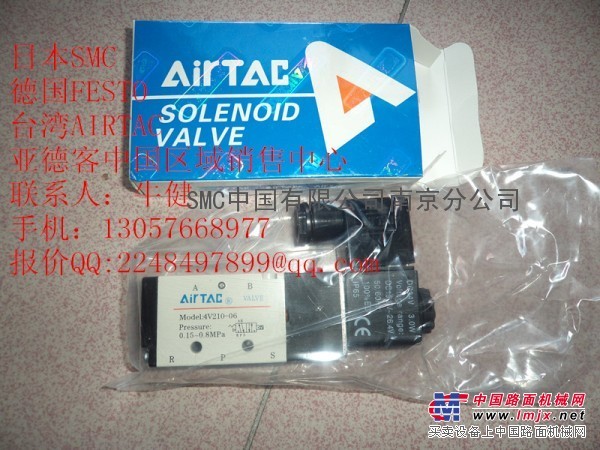 日本SMC
德国FESTO
台湾AIRTAC
亚德客中国区域销售中心
联系人：牛健
手机：13057668977
报价QQ:2248497899@qq.com
SMC中国有限公司南京分公司
AirTAC
SOLENOID
VALVE
A B
AirTAC VALVE
Model:4V210-06
Pressure:
0.15-0.8MPa
R P S
IP65
CE
中国路面机械网
www.lmjx.net
买卖设备上中国路面机械网